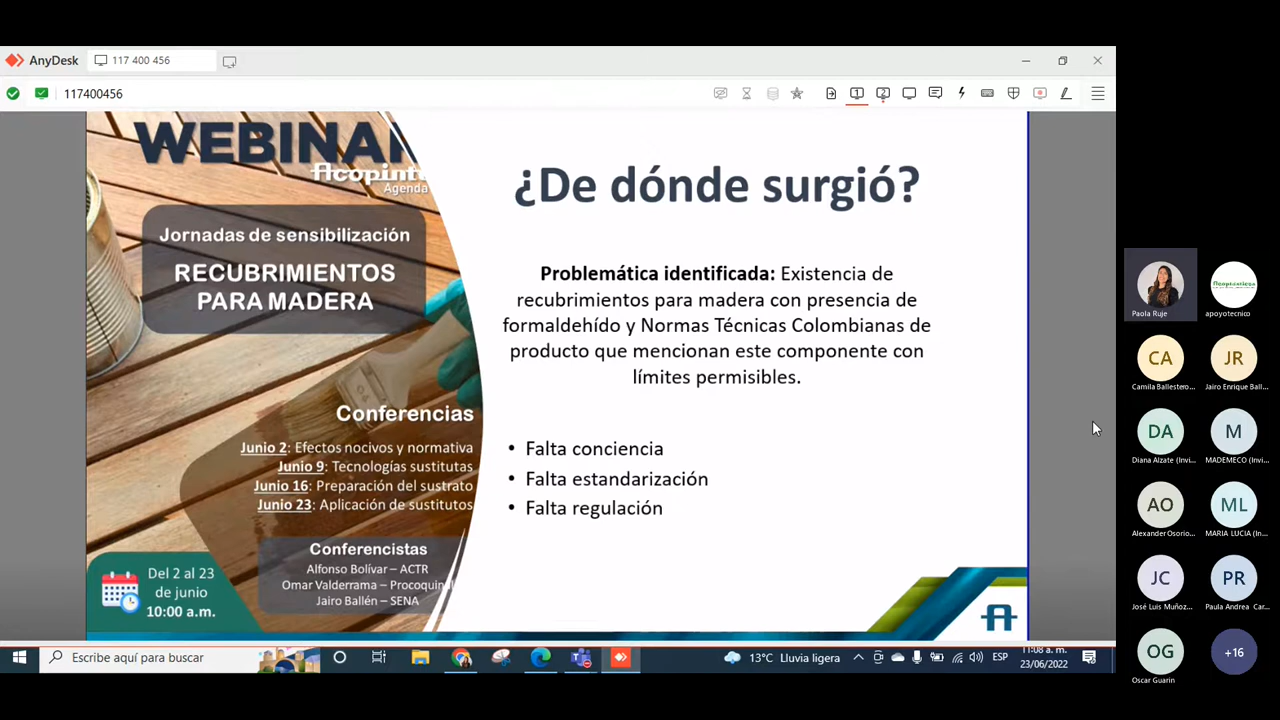 AnyDesk
117 400 456
117400456
WEBINAR
Acopint
Agenda
Jornadas de sensibilización
RECUBRIMIENTOS
PARA MADERA
Conferencias
Junio 2: Efectos nocivos y normativa
Junio 9: Tecnologías sustitutas
Junio 16: Preparación del sustrato
Junio 23: Aplicación de sustitutos
Conferencistas
Alfonso Bolívar – ACTR
Omar Valderrama – Procoquinal
Jairo Ballén – SENA
Del 2 al 23
de junio
10:00 a.m.
¿De dónde surgió?
Problemática identificada: Existencia de
recubrimientos para madera con presencia de
formaldehído y Normas Técnicas Colombianas de
producto que mencionan este componente con
límites permisibles.
• Falta conciencia
• Falta estandarización
• Falta regulación
Paola Ruje
apoyotecnico
CA
Camila Ballestero...
JR
Jairo Enrique Ball...
DA
Diana Alzate (Invi...
M
MADEMECO (Invi...
AO
Alexander Osorio...
ML
MARIA LUCIA (In...
JC
José Luis Muñoz...
PR
Paula Andrea Car...
OG
Oscar Guarin
+16
Escribe aquí para buscar
13°C Lluvia ligera
ESP
11:08 a. m.
23/06/2022